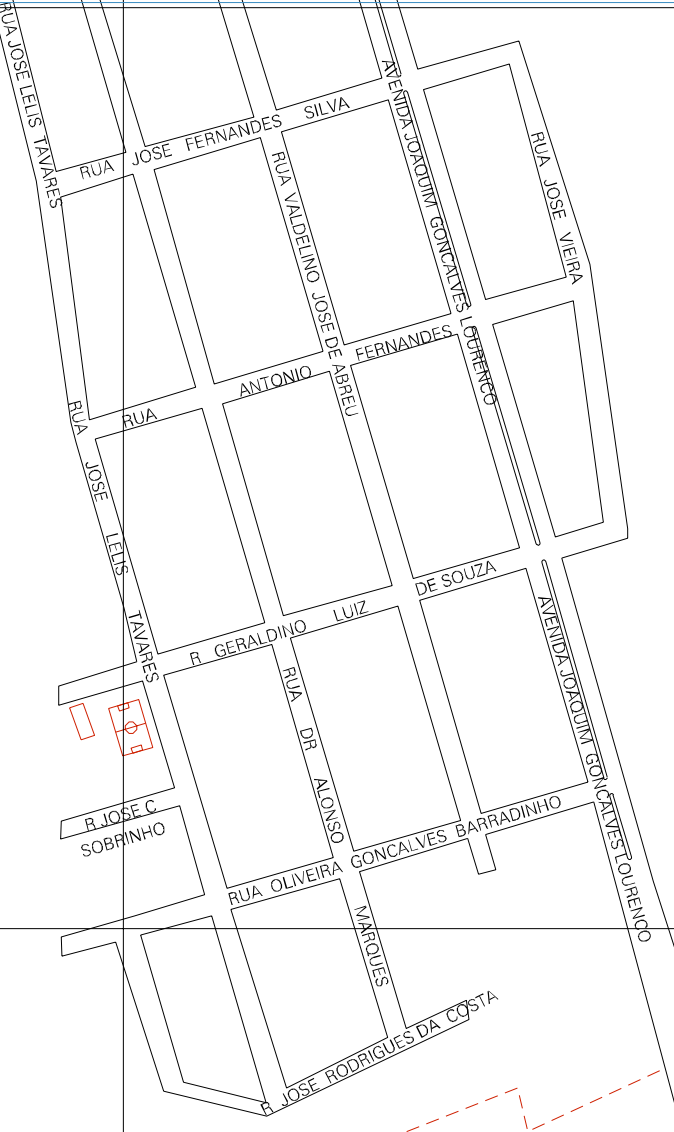 RUA JOSE LELIS TAVARES
RUA JOSE FERNANDES SILVA
AVENIDA JOAQUIM GONCALVES LOURENCO
RUA JOSE VIEIRA
RUA VALDELINO JOSE DE ABREU
RUA ANTONIO FERNANDES
RUA JOSE LELIS TAVARES
R GERALDINO LUIZ DE SOUZA
AVENIDA JOAQUIM GONCALVES LOURENCO
RUA DR ALONSO MARQUES
R JOSE C
SOBRINHO
RUA OLIVEIRA GONCALVES BARRADINHO
R JOSE RODRIGUES DA COSTA